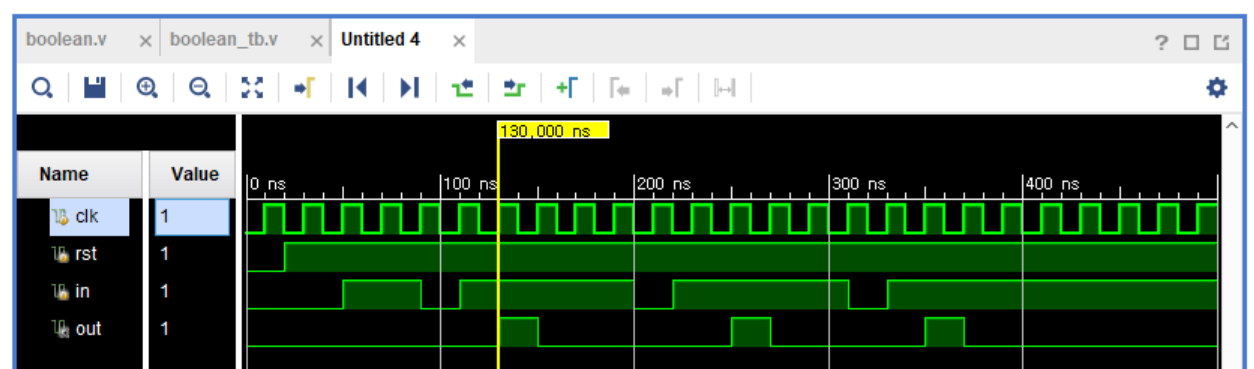 boolean.v × boolean_tb.v × Untitled 4 ×
?
130,000 ns
Name Value
0 ns 100 ns 200 ns 300 ns 400 ns
clk 1
rst 1
in 1
out 1